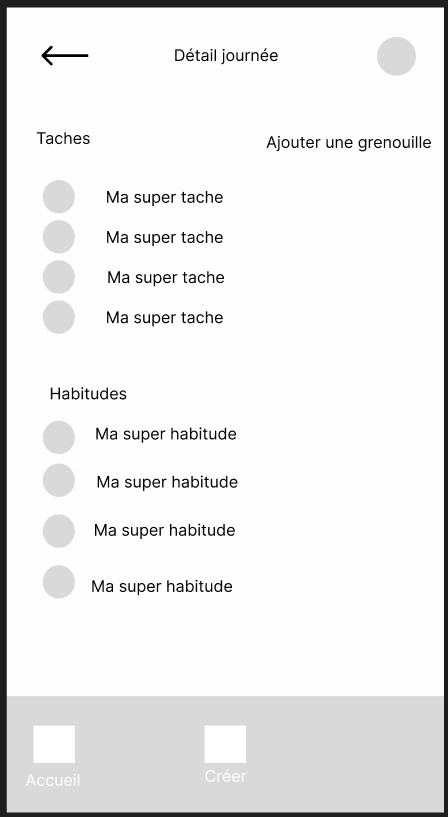 Détail journée
Taches
Ajouter une grenouille
Ma super tache
Ma super tache
Ma super tache
Ma super tache
Habitudes
Ma super habitude
Ma super habitude
Ma super habitude
Ma super habitude
Accueil
Créer